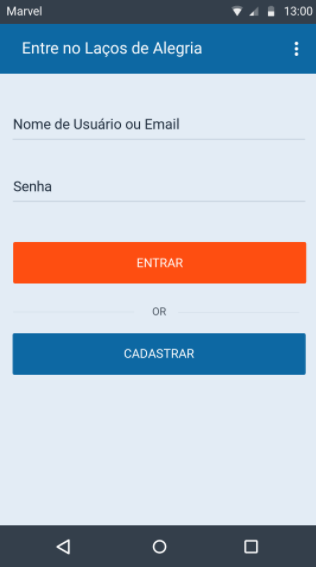 Marvel 13:00
Entre no Laços de Alegria
Nome de Usuário ou Email
Senha
ENTRAR
OR
CADASTRAR